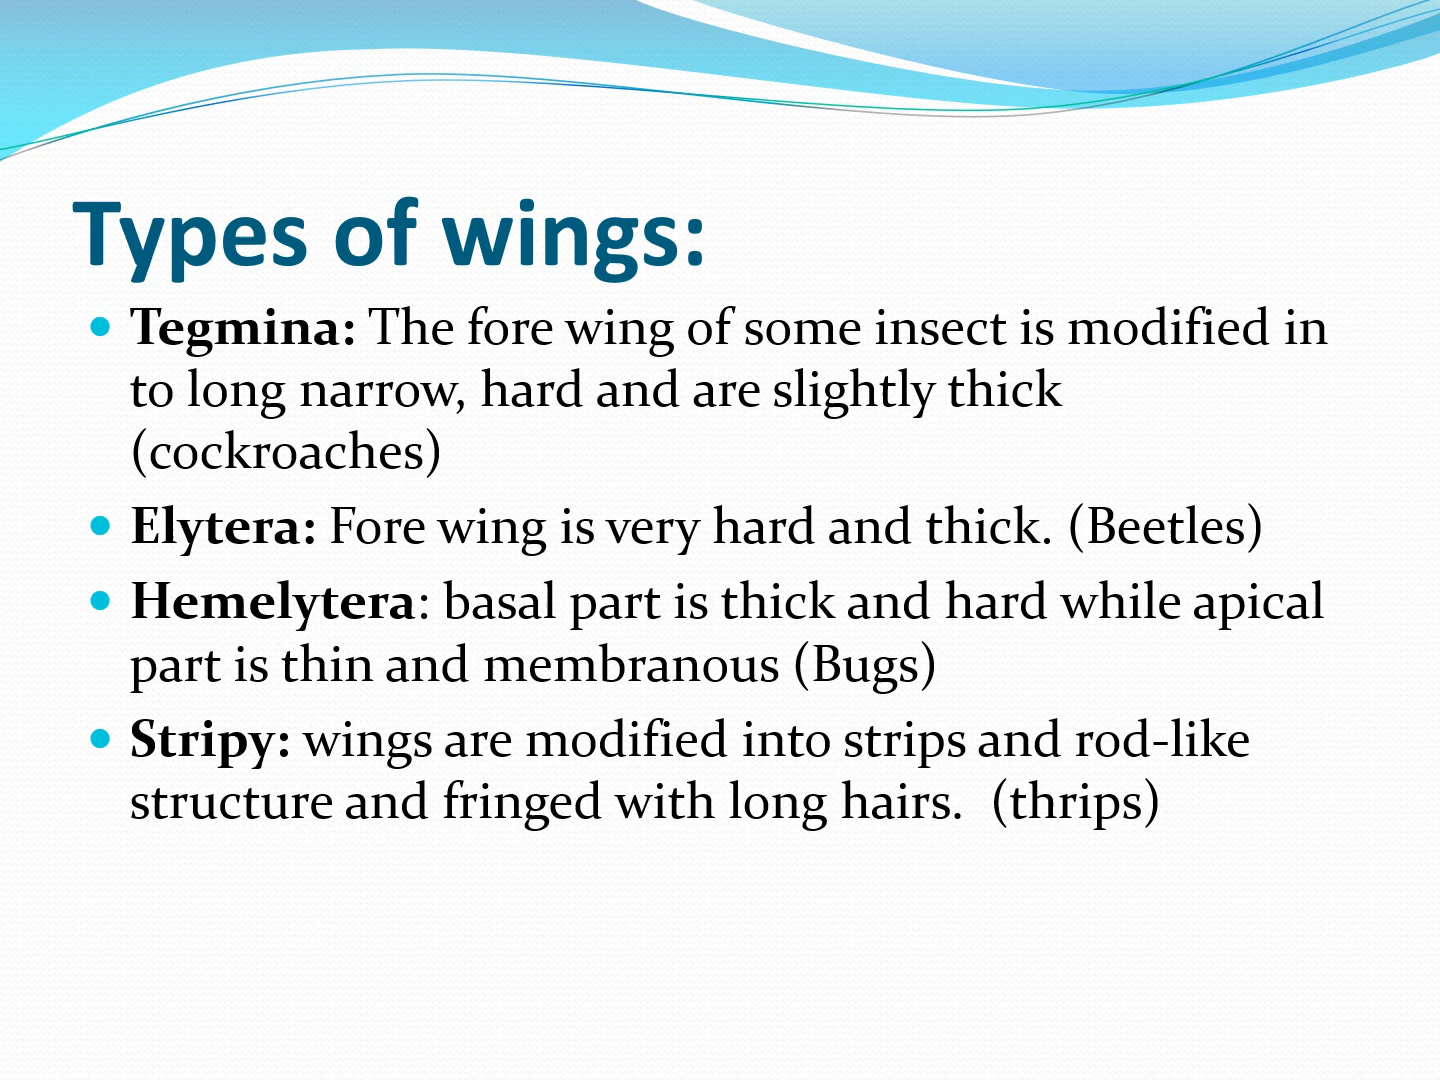 Types of wings:
Tegmina: The fore wing of some insect is modified in
to long narrow, hard and are slightly thick
(cockroaches)
Elytera: Fore wing is very hard and thick. (Beetles)
Hemelytera: basal part is thick and hard while apical
part is thin and membranous (Bugs)
Stripy: wings are modified into strips and rod-like
structure and fringed with long hairs.  (thrips)